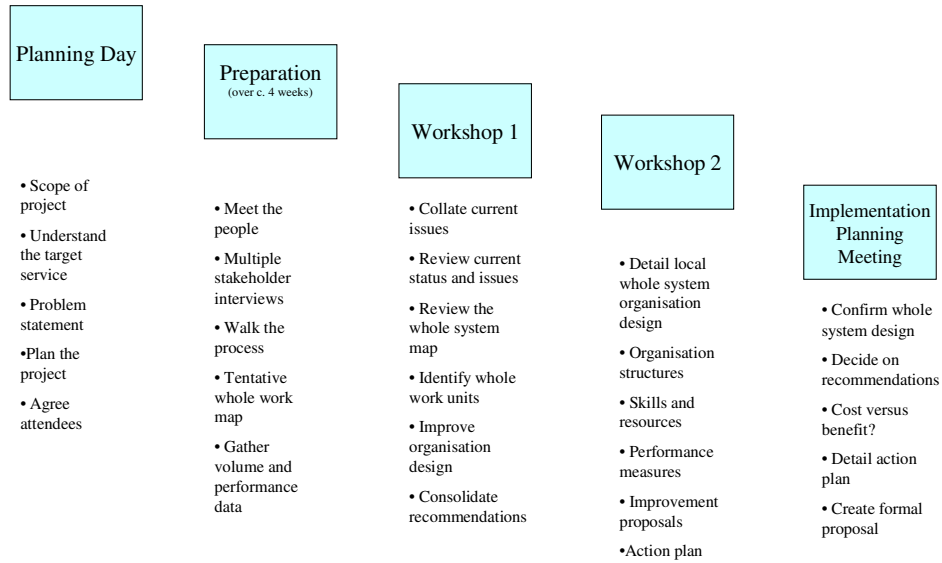 Planning Day
• Scope of
project
• Understand
the target
service
• Problem
statement
•Plan the
project
• Agree
attendees
Preparation
(over c. 4 weeks)
• Meet the
people
• Multiple
stakeholder
interviews
• Walk the
process
• Tentative
whole work
map
• Gather
volume and
performance
data
Workshop 1
• Collate current
issues
• Review current
status and issues
• Review the
whole system
map
• Identify whole
work units
• Improve
organisation
design
• Consolidate
recommendations
Workshop 2
• Detail local
whole system
organisation
design
• Organisation
structures
• Skills and
resources
• Performance
measures
• Improvement
proposals
•Action plan
Implementation
Planning
Meeting
• Confirm whole
system design
• Decide on
recommendations
• Cost versus
benefit?
• Detail action
plan
• Create formal
proposal